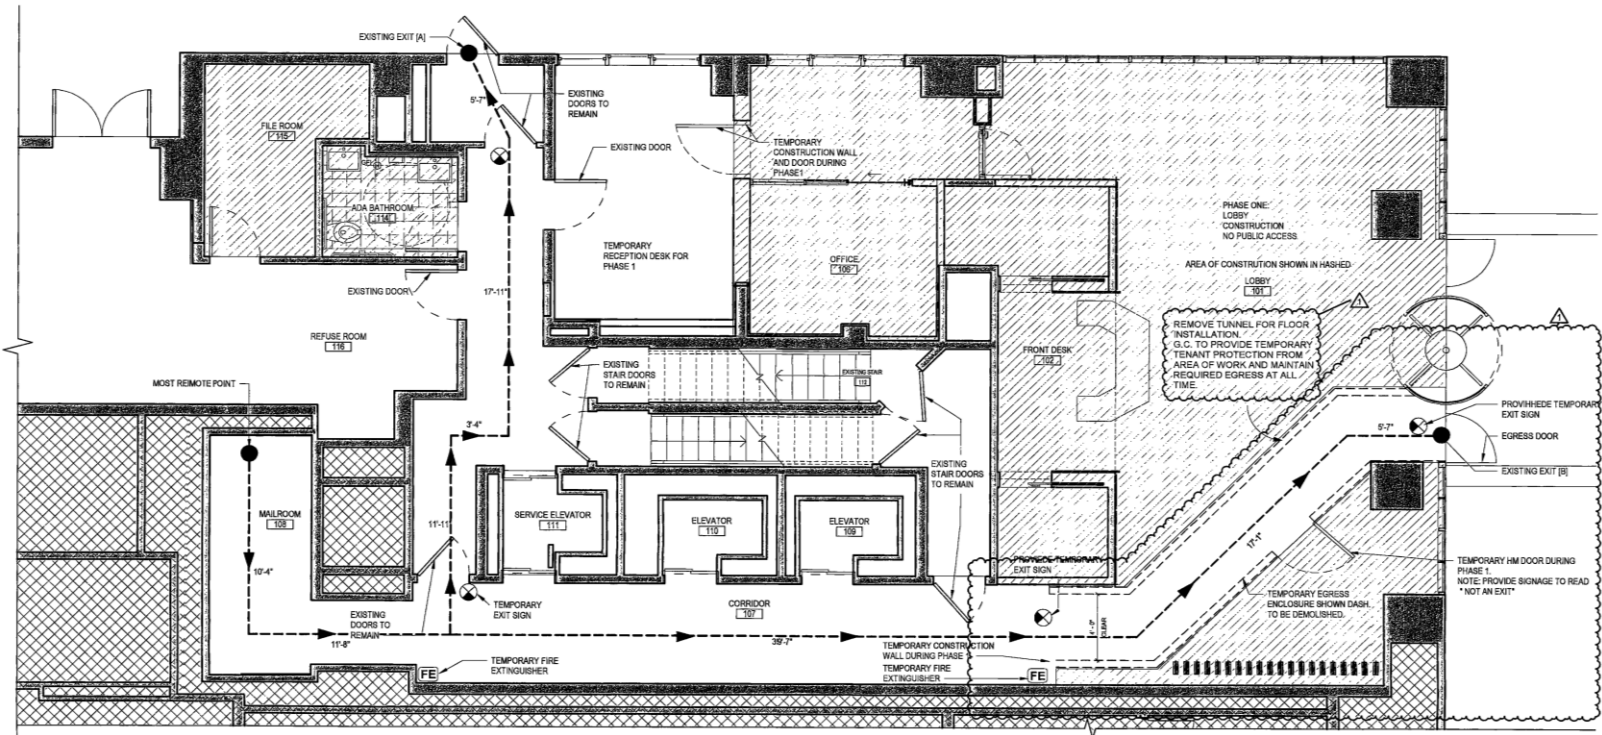 EXISTING EXIT [A]
5'-7"
EXISTING
DOORS TO
REMAIN
FILE ROOM
115
EXISTING DOOR
TEMPORARY
CONSTRUCTION WALL
AND DOOR DURING
PHASE1
ADA BATHROOM
114
PHASE ONE:
LOBBY
CONSTRUCTION
NO PUBLIC ACCESS
TEMPORARY
RECEPTION DESK FOR
PHASE 1
OFFICE
106
AREA OF CONSTRUTION SHOWN IN HASHED
LOBBY
101
EXISTING DOOR
17'-11"
1
1
REFUSE ROOM
116
REMOVE TUNNEL FOR FLOOR
INSTALLATION.
G.C. TO PROVIDE TEMPORARY
TENANT PROTECTION FROM
AREA OF WORK AND MAINTAIN
REQUIRED EGRESS AT ALL
TIME.
FRONT DESK
102
EXISTING
STAIR DOORS
TO REMAIN
EXISTING STAIR
MOST REIMOTE POINT
3'-4"
5'-7"
PROVIHHEDE TEMPORAR
EXIT SIGN
EGRESS DOOR
EXISTING EXIT [B]
EXISTING
STAIR DOORS
TO REMAIN
MAILROOM
108
11'-11
SERVICE ELEVATOR
111
ELEVATOR
110
ELEVATOR
109
17'-1"
10'-4"
EXIT SIGN
TEMPORARY HM DOOR DURING
PHASE 1.
NOTE: PROVIDE SIGNAGE TO READ
" NOT AN EXIT"
TEMPORARY EGRESS
ENCLOSURE SHOWN DASH.
TO BE DEMOLISHED.
EXISTING
DOORS TO
REMAIN
TEMPORARY
EXIT SIGN
CORRIDOR
107
4'-0"
CLEAR
11'-8"
39'-7"
TEMPORARY CONSTRUCTION
WALL DURING PHASE
TEMPORARY FIRE
EXTINGUISHER
FE
TEMPORARY FIRE
EXTINGUISHER
FE